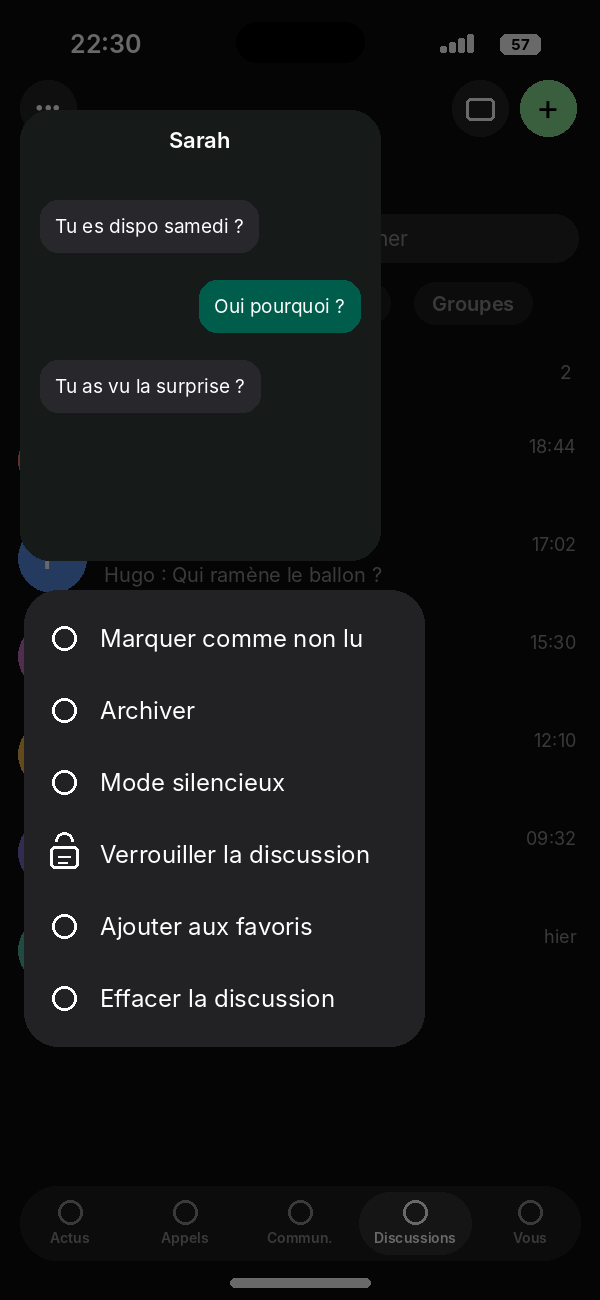 22:30
57
Sarah
Tu es dispo samedi ?
Oui pourquoi ?
Tu as vu la surprise ?
Groupes
2
18:44
17:02
Hugo : Qui ramène le ballon ?
15:30
12:10
09:32
hier
Marquer comme non lu
Archiver
Mode silencieux
Verrouiller la discussion
Ajouter aux favoris
Effacer la discussion
Actus
Appels
Commun.
Discussions
Vous